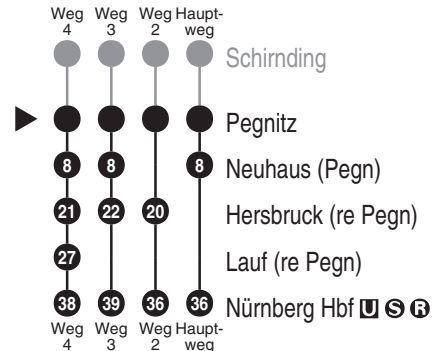 Weg Weg Weg Haupt-
4 3 2 weg
Schirnding
Pegnitz
8 8 8 Neuhaus (Pegn)
21 22 20 Hersbruck (re Pegn)
27 Lauf (re Pegn)
38 39 36 36 Nürnberg Hbf U S R
Weg Weg Weg Haupt-
4 3 2 weg